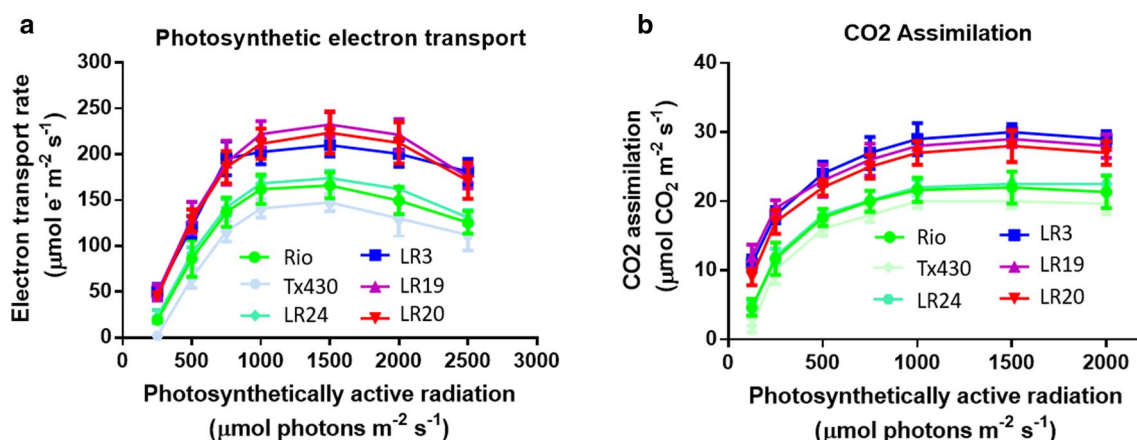 a
Photosynthetic electron transport
Electron transport rate
(µmol e⁻ m⁻² s⁻¹)
300
250
200
150
100
50
0
0 500 1000 1500 2000 2500 3000
Rio
Tx430
LR24
LR3
LR19
LR20
Photosynthetically active radiation
(µmol photons m⁻² s⁻¹)
b
CO2 Assimilation
CO2 assimilation
(µmol CO₂ m⁻² s⁻¹)
40
30
20
10
0
0 500 1000 1500 2000
Rio
Tx430
LR24
LR3
LR19
LR20
Photosynthetically active radiation
(µmol photons m⁻² s⁻¹)